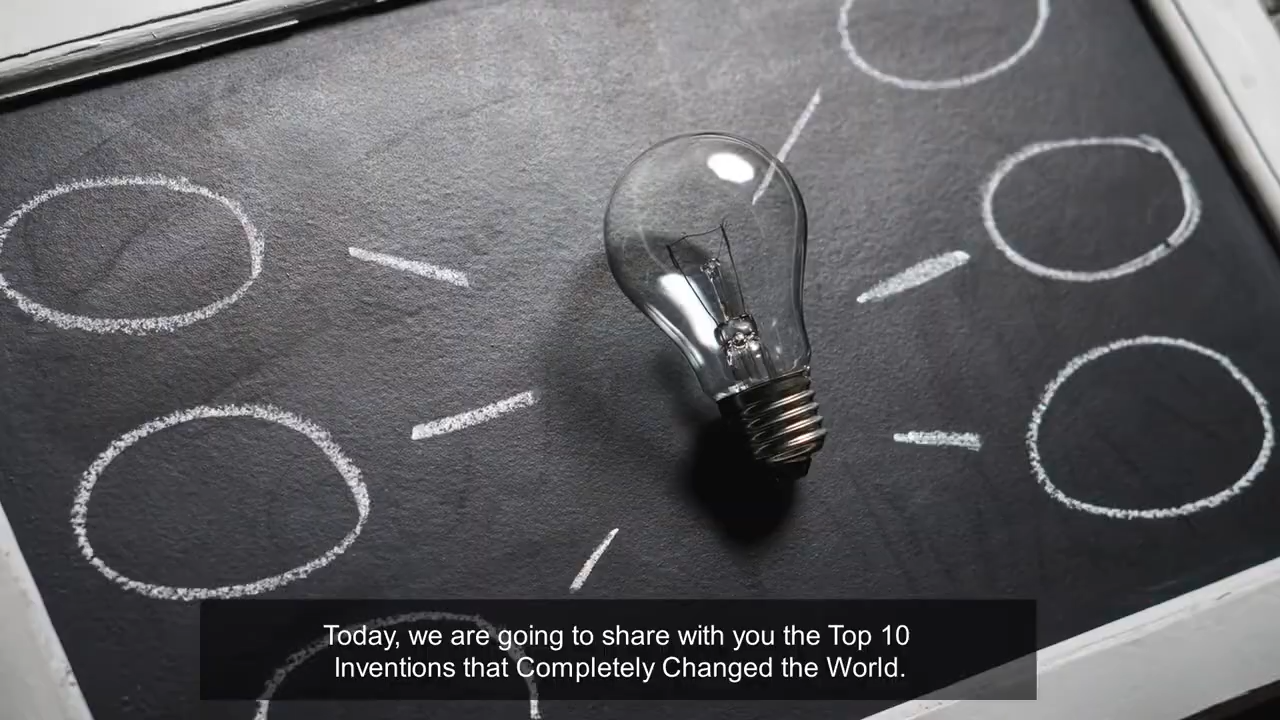 Today, we are going to share with you the Top 10
Inventions that Completely Changed the World.